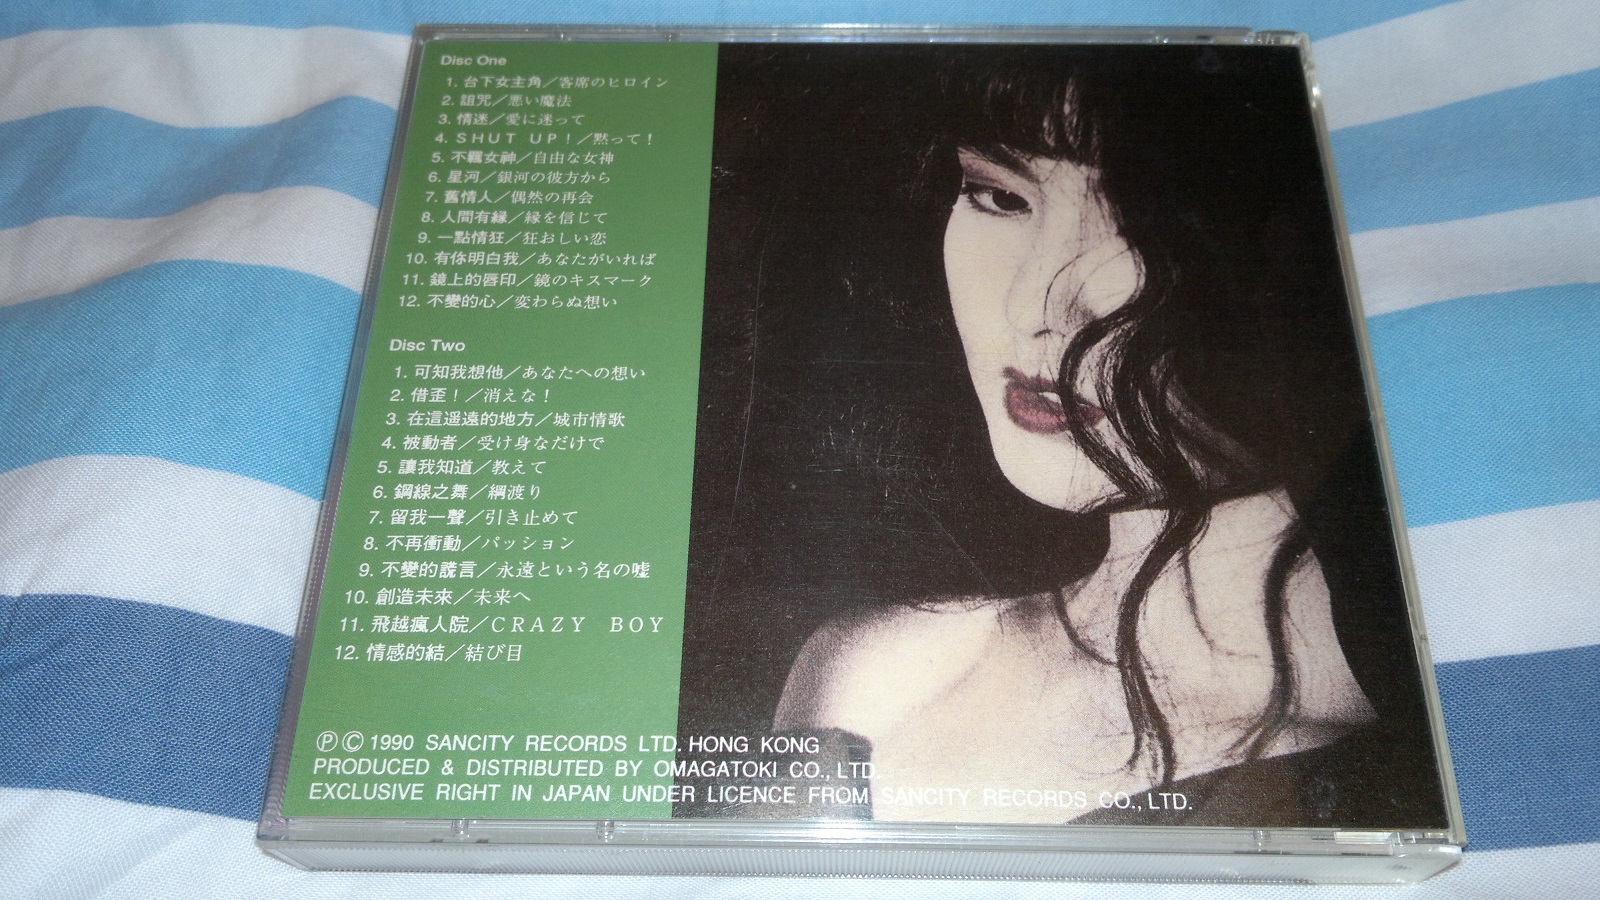 Disc One
1. 台下女主角／客席のヒロイン
2. 詛咒／悪い魔法
3. 情迷／愛に迷って
4. ＳＨＵＴ　ＵＰ！／黙って！
5. 不羈女神／自由な女神
6. 星河／銀河の彼方から
7. 舊情人／偶然の再会
8. 人間有緣／縁を信じて
9. 一點情狂／狂おしい恋
10. 有你明白我／あなたがいれば
11. 鏡上的唇印／鏡のキスマーク
12. 不變的心／変わらぬ想い
Disc Two
1. 可知我想他／あなたへの想い
2. 借歪！／消えな！
3. 在這遥遠的地方／城市情歌
4. 被動者／受け身なだけで
5. 讓我知道／教えて
6. 鋼線之舞／綱渡り
7. 留我一聲／引き止めて
8. 不再衝動／パッション
9. 不變的謊言／永遠という名の嘘
10. 創造未來／未来へ
11. 飛越瘋人院／ＣＲＡＺＹ　ＢＯＹ
12. 情感的結／結び目
Ⓟ© 1990 SANCITY RECORDS LTD. HONG KONG
PRODUCED & DISTRIBUTED BY OMAGATOKI CO., LTD.
EXCLUSIVE RIGHT IN JAPAN UNDER LICENCE FROM SANCITY RECORDS CO., LTD.